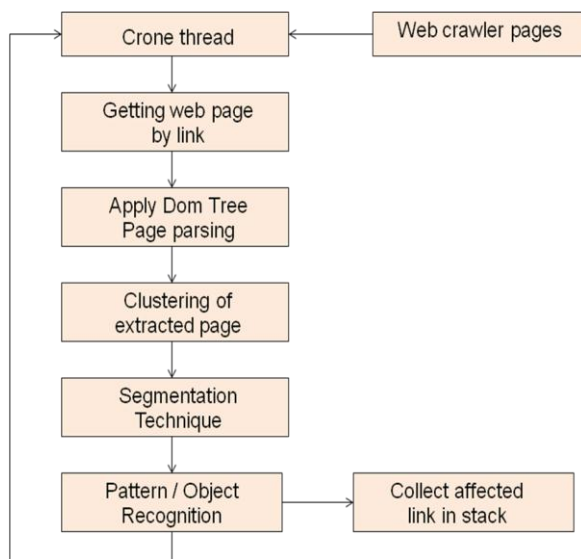 Crone thread
Web crawler pages
Getting web page
by link
Apply Dom Tree
Page parsing
Clustering of
extracted page
Segmentation
Technique
Pattern / Object
Recognition
Collect affected
link in stack